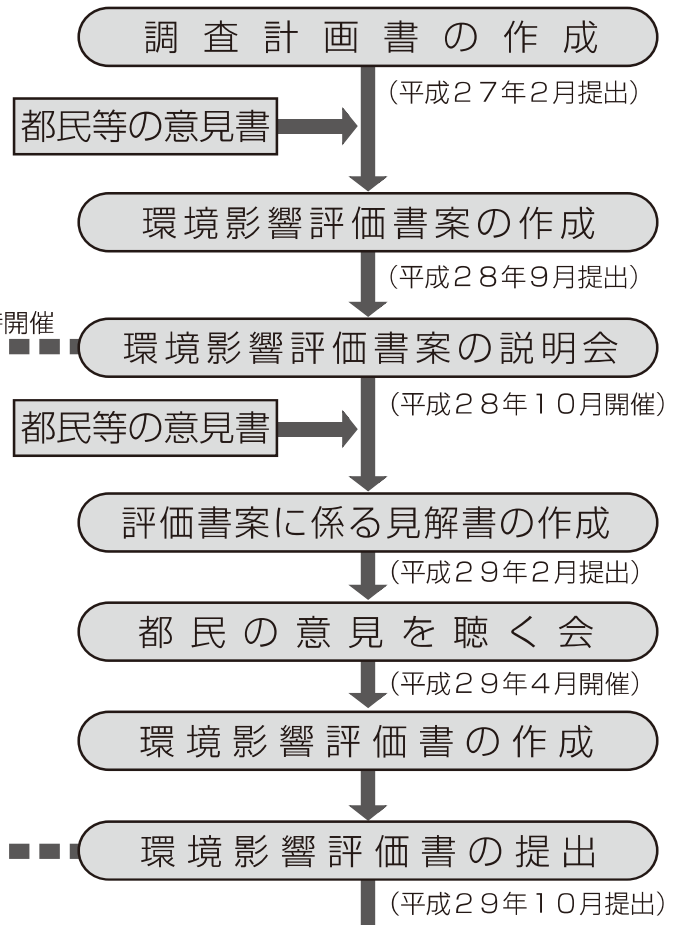 調査計画書の作成
(平成27年2月提出)
都民等の意見書
環境影響評価書案の作成
(平成28年9月提出)
開催
環境影響評価書案の説明会
(平成28年10月開催)
都民等の意見書
評価書案に係る見解書の作成
(平成29年2月提出)
都民の意見を聴く会
(平成29年4月開催)
環境影響評価書の作成
環境影響評価書の提出
(平成29年10月提出)